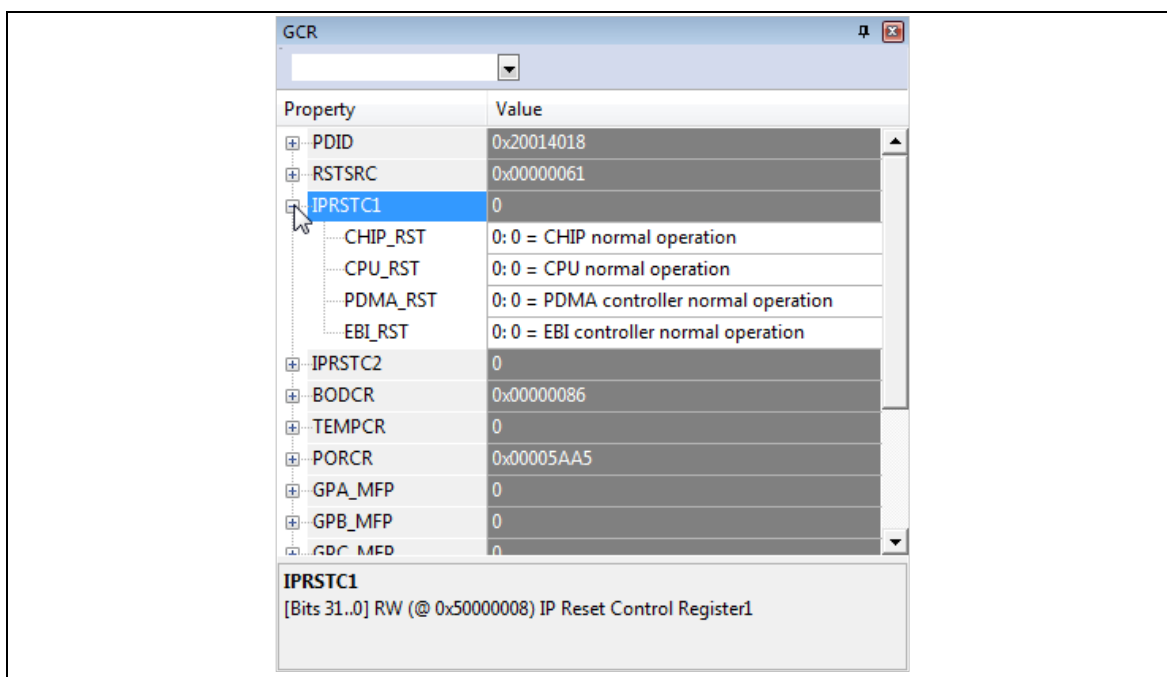 GCR
Property Value
PDID 0x20014018
RSTSRC 0x00000061
IPRSTC1 0
CHIP_RST 0: 0 = CHIP normal operation
CPU_RST 0: 0 = CPU normal operation
PDMA_RST 0: 0 = PDMA controller normal operation
EBI_RST 0: 0 = EBI controller normal operation
IPRSTC2 0
BODCR 0x00000086
TEMPCR 0
PORCR 0x00005AA5
GPA_MFP 0
GPB_MFP 0
GPC_MFP 0
IPRSTC1
[Bits 31..0] RW (@ 0x50000008) IP Reset Control Register1